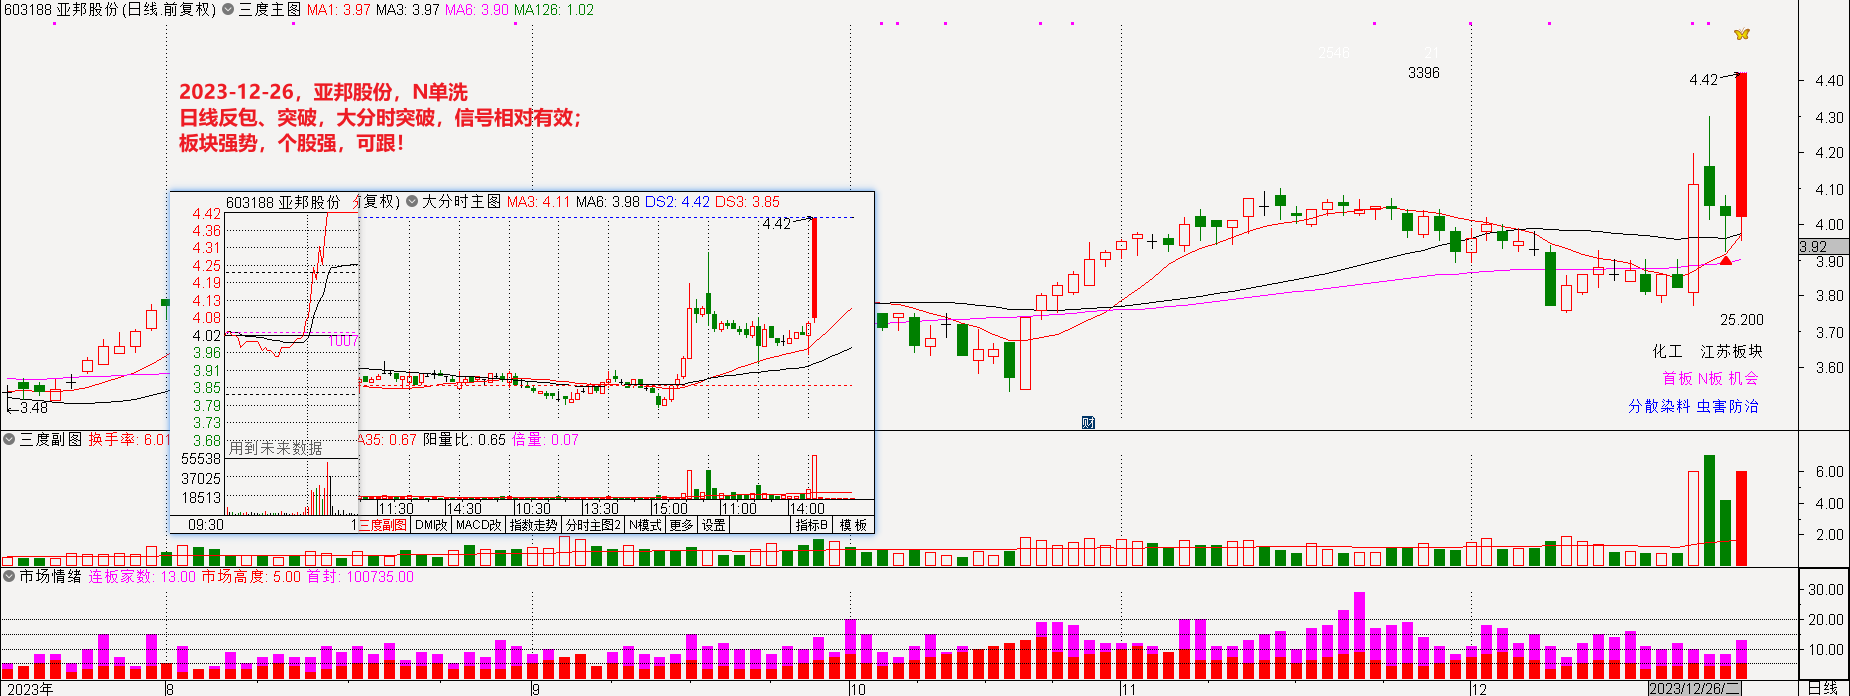 603188 亚邦股份(日线.前复权) 三度主图 MA1: 3.97 MA3: 3.97 MA6: 3.90 MA126: 1.02
2546 21
3396
4.42
2023-12-26，亚邦股份，N单洗
日线反包、突破，大分时突破，信号相对有效；
板块强势，个股强，可跟！
4.40
4.30
4.20
4.10
4.00
3.92
3.90
3.80
3.70
3.60
25.200
化工 江苏板块
首板 N板 机会
分散染料 虫害防治
财
←3.48
603188 亚邦股份
复权) 大分时主图 MA3: 4.11 MA6: 3.98 DS2: 4.42 DS3: 3.85
4.42
4.42
4.36
4.31
4.25
4.19
4.13
4.08
4.02
3.96
3.91
3.85
3.79
3.73
3.68
1007
用到未来数据
55538
37025
18513
09:30 1
A35: 0.67 阳量比: 0.65 倍量: 0.07
11:30 14:30 10:30 13:30 15:00 11:00 14:00
三度副图 DMI改 MACD改 指数走势 分时主图2 N模式 更多 设置 指标B 模板
三度副图 换手率: 6.01
6.00
4.00
2.00
市场情绪 连板家数: 13.00 市场高度: 5.00 首封: 100735.00
30.00
20.00
10.00
2023年 8 9 10 11 12 2023/12/26/二 日线